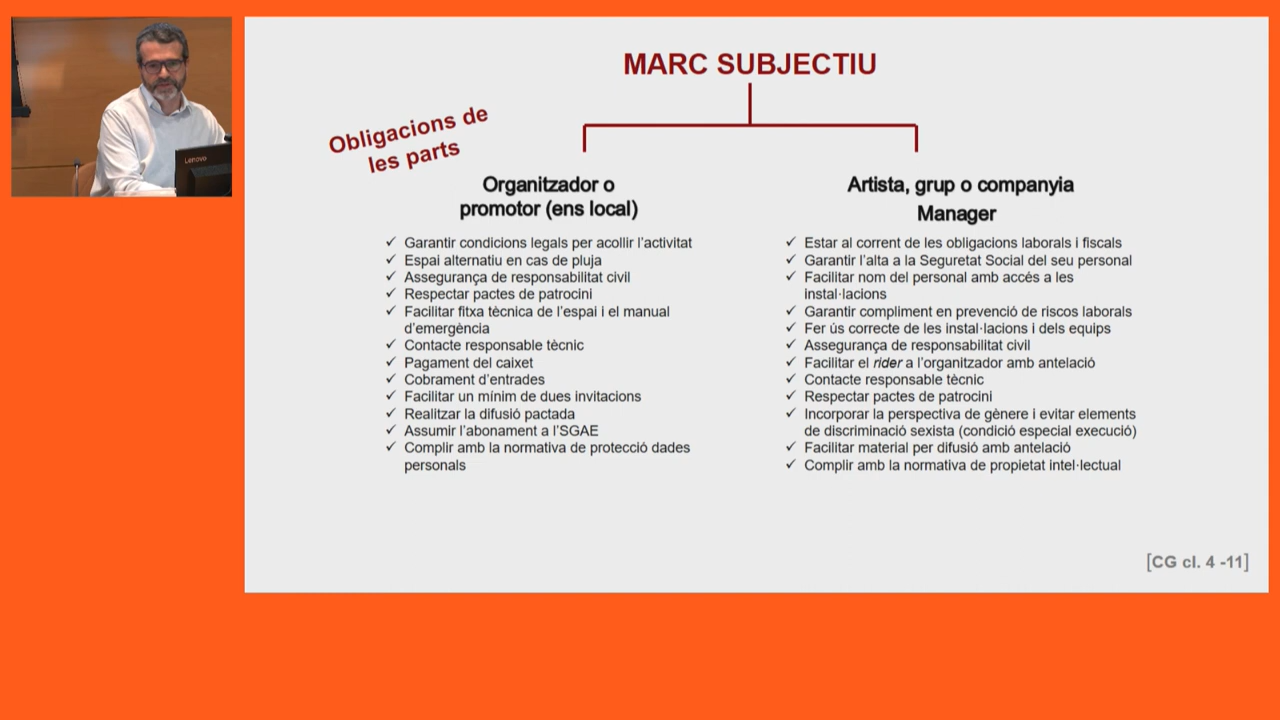 Lenovo
MARC SUBJECTIU
Obligacions de
les parts
Organitzador o
promotor (ens local)
✓ Garantir condicions legals per acollir l'activitat
✓ Espai alternatiu en cas de pluja
✓ Assegurança de responsabilitat civil
✓ Respectar pactes de patrocini
✓ Facilitar fitxa tècnica de l'espai i el manual
d'emergència
✓ Contacte responsable tècnic
✓ Pagament del caixet
✓ Cobrament d'entrades
✓ Facilitar un mínim de dues invitacions
✓ Realitzar la difusió pactada
✓ Assumir l'abonament a l'SGAE
✓ Complir amb la normativa de protecció dades
personals
Artista, grup o companyia
Manager
✓ Estar al corrent de les obligacions laborals i fiscals
✓ Garantir l'alta a la Seguretat Social del seu personal
✓ Facilitar nom del personal amb accés a les
instal·lacions
✓ Garantir compliment en prevenció de riscos laborals
✓ Fer ús correcte de les instal·lacions i dels equips
✓ Assegurança de responsabilitat civil
✓ Facilitar el rider a l'organitzador amb antelació
✓ Contacte responsable tècnic
✓ Respectar pactes de patrocini
✓ Incorporar la perspectiva de gènere i evitar elements
de discriminació sexista (condició especial execució)
✓ Facilitar material per difusió amb antelació
✓ Complir amb la normativa de propietat intel·lectual
[CG cl. 4 -11]